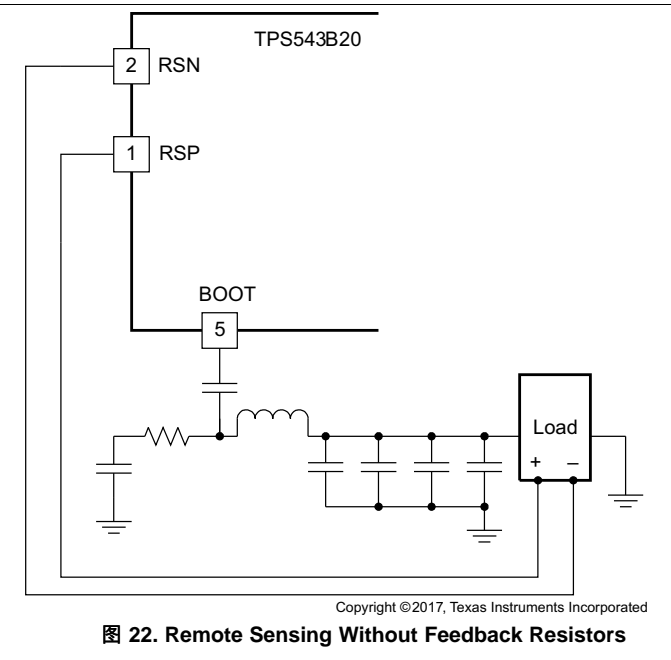 TPS543B20
2 RSN
1 RSP
BOOT
5
Load
+ –
Copyright ©2017, Texas Instruments Incorporated
图 22. Remote Sensing Without Feedback Resistors